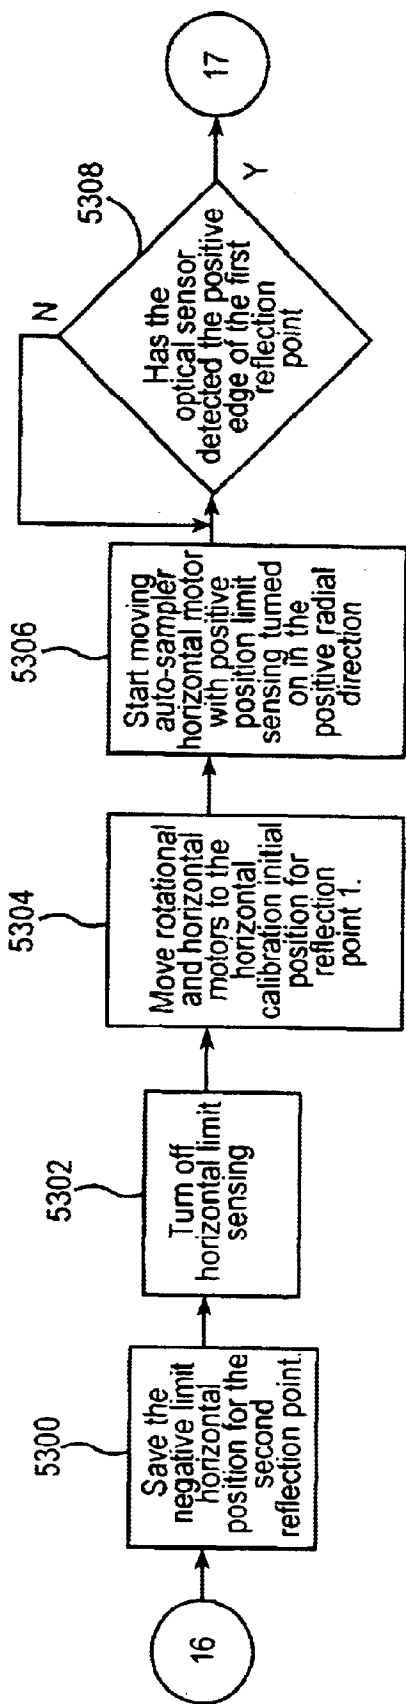 16
5300
Save the
negative limit
horizontal
position for the
second
reflection point.
5302
Turn off
horizontal limit
sensing
5304
Move rotational
and horizontal
motors to the
horizontal
calibration initial
position for
reflection
point 1.
5306
Start moving
auto-sampler
horizontal motor
with positive
position limit
sensing turned
on in the
positive radial
direction
5308
N
Has the
optical sensor
detected the positive
edge of the first
reflection
point
Y
17